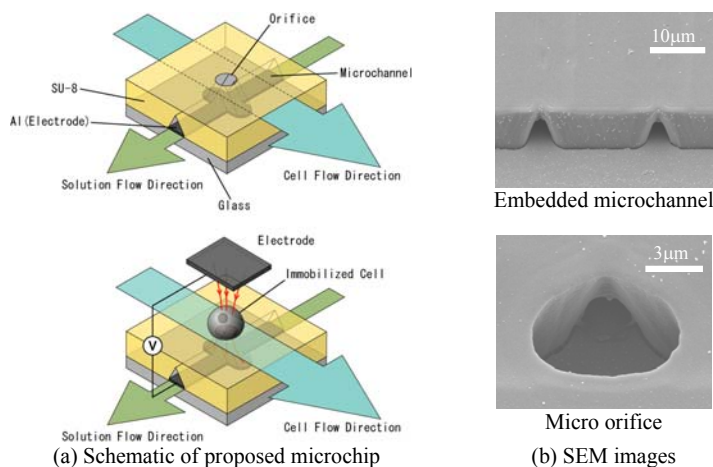 Orifice
Microchannel
SU-8
Al(Electrode)
Solution Flow Direction
Cell Flow Direction
Glass
Electrode
Immobilized Cell
V
Solution Flow Direction
Cell Flow Direction
(a) Schematic of proposed microchip
10μm
Embedded microchannel
3μm
Micro orifice
(b) SEM images